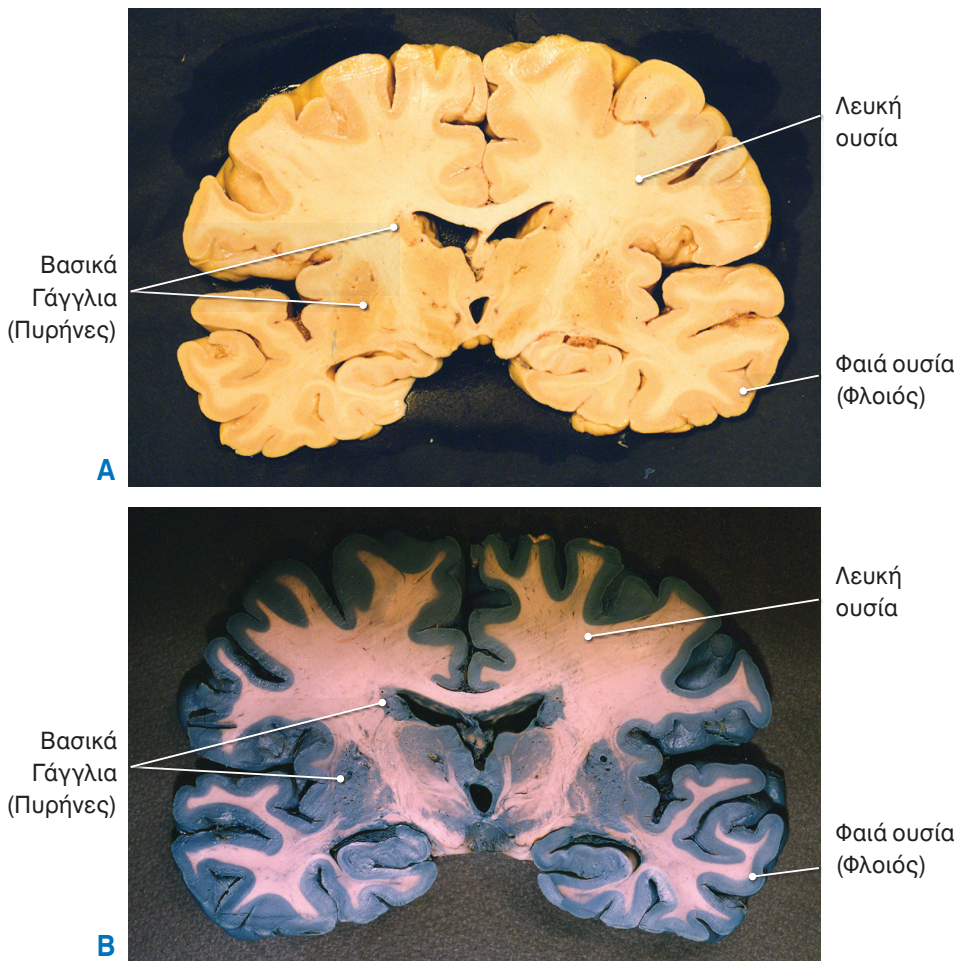 Λευκή
ουσία
Βασικά
Γάγγλια
(Πυρήνες)
Φαιά ουσία
(Φλοιός)
A
Λευκή
ουσία
Βασικά
Γάγγλια
(Πυρήνες)
Φαιά ουσία
(Φλοιός)
B